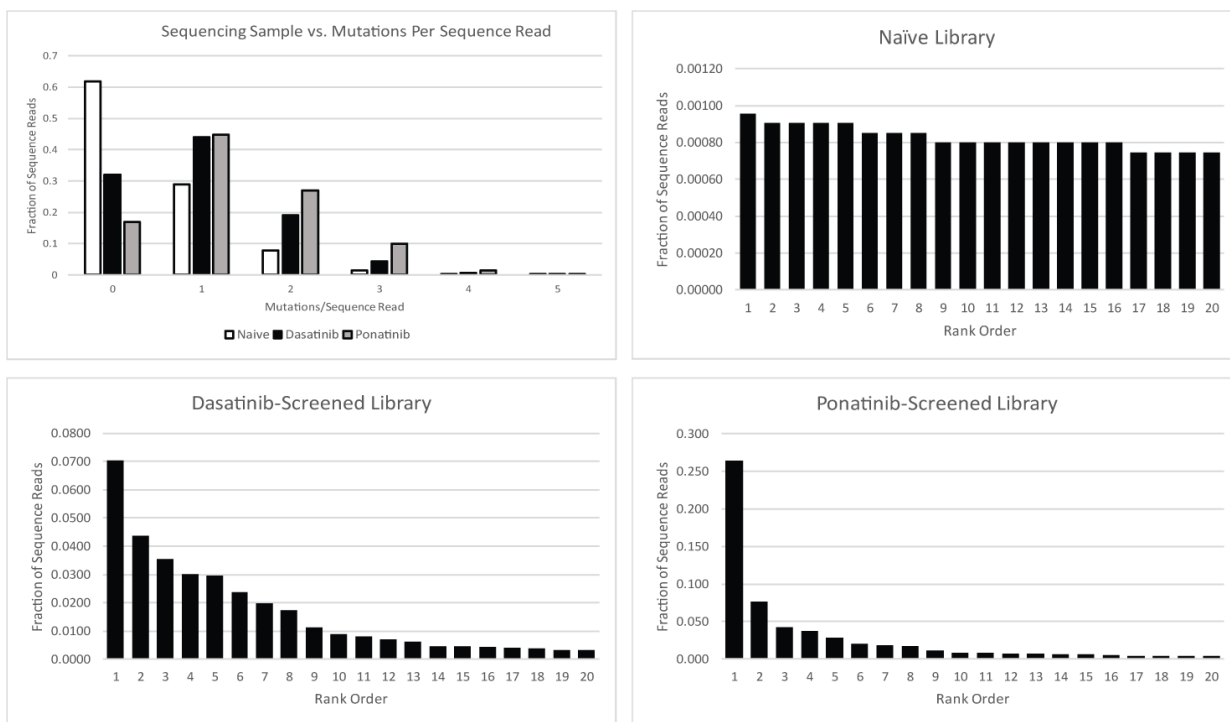 Sequencing Sample vs. Mutations Per Sequence Read
Fraction of Sequence Reads
0.7
0.6
0.5
0.4
0.3
0.2
0.1
0
0 1 2 3 4 5
Mutations/Sequence Read
Naive Dasatinib Ponatinib
Naïve Library
Fraction of Sequence Reads
0.00120
0.00100
0.00080
0.00060
0.00040
0.00020
0.00000
1 2 3 4 5 6 7 8 9 10 11 12 13 14 15 16 17 18 19 20
Rank Order
Dasatinib-Screened Library
Fraction of Sequence Reads
0.0800
0.0700
0.0600
0.0500
0.0400
0.0300
0.0200
0.0100
0.0000
1 2 3 4 5 6 7 8 9 10 11 12 13 14 15 16 17 18 19 20
Rank Order
Ponatinib-Screened Library
Fraction of Sequence Reads
0.300
0.250
0.200
0.150
0.100
0.050
0.000
1 2 3 4 5 6 7 8 9 10 11 12 13 14 15 16 17 18 19 20
Rank Order